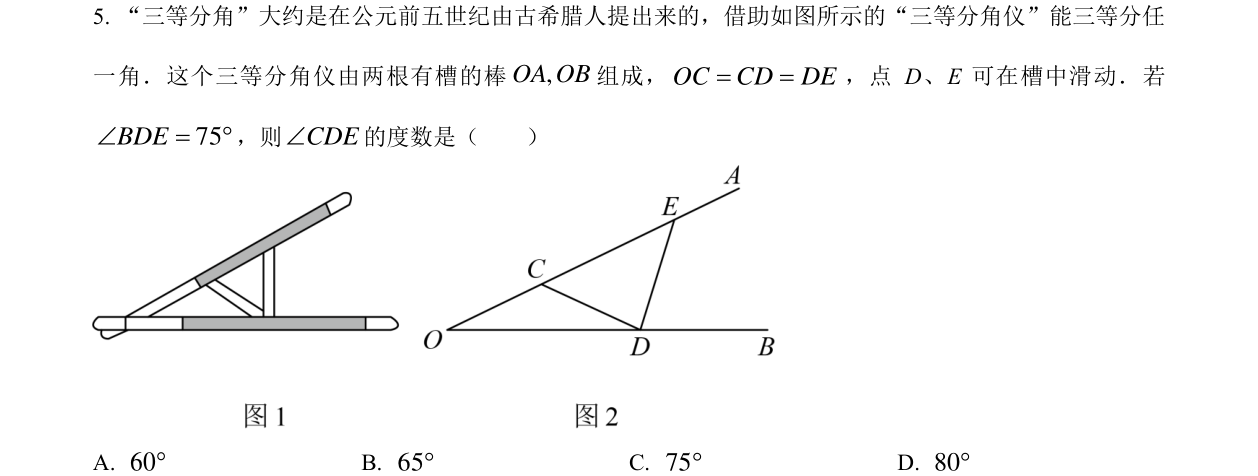 5. “三等分角”大约是在公元前五世纪由古希腊人提出来的，借助如图所示的“三等分角仪”能三等分任
一角．这个三等分角仪由两根有槽的棒 OA, OB 组成， OC = CD = DE ，点 D、E 可在槽中滑动．若
∠BDE = 75°，则∠CDE 的度数是（　　）
A
E
C
O
D
B
图 1
图 2
A. 60° B. 65° C. 75° D. 80°